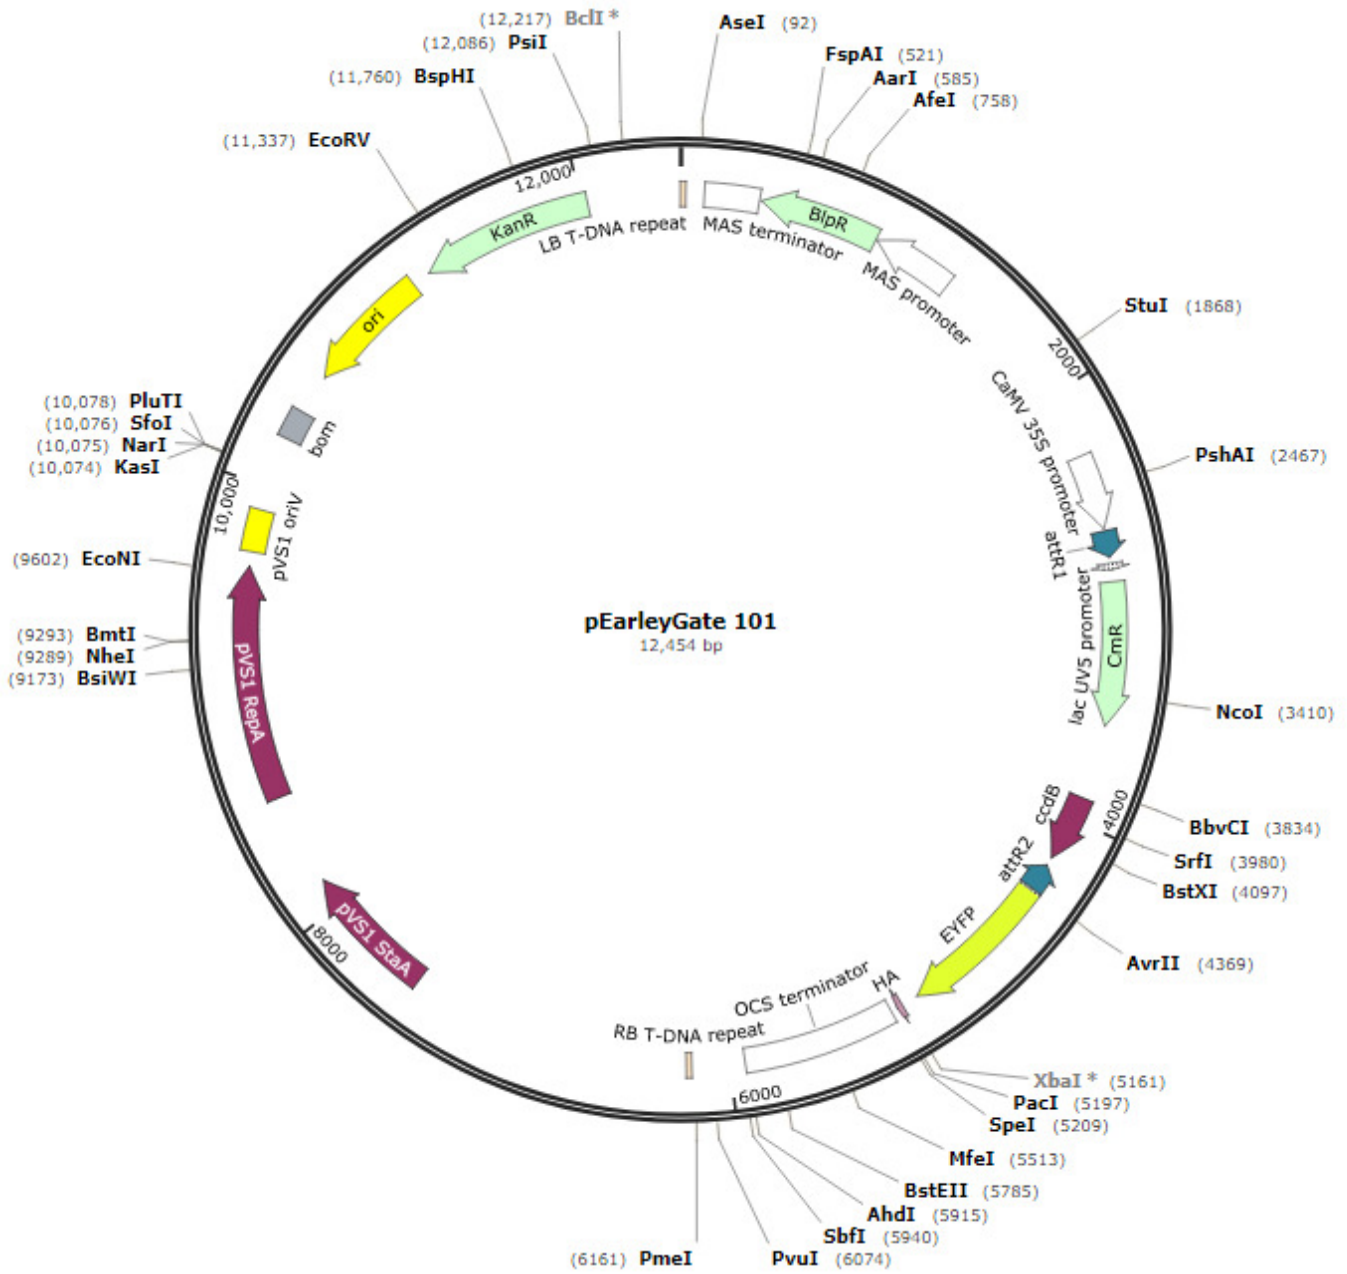 (12,217) BclI *
(12,086) PsiI
(11,760) BspHI
(11,337) EcoRV
AseI (92)
FspAI (521)
AarI (585)
AfeI (758)
StuI (1868)
PshAI (2467)
NcoI (3410)
BbvCI (3834)
SrfI (3980)
BstXI (4097)
AvrII (4369)
XbaI * (5161)
PacI (5197)
SpeI (5209)
MfeI (5513)
BstEII (5785)
AhdI (5915)
SbfI (5940)
PvuI (6074)
(6161) PmeI
(10,078) PluTI
(10,076) SfoI
(10,075) NarI
(10,074) KasI
(9602) EcoNI
(9293) BmtI
(9289) NheI
(9173) BsiWI
12,000
2000
4000
6000
8000
10,000
KanR
LB T-DNA repeat
MAS terminator
BlpR
MAS promoter
CaMV 35S promoter
attR1
lac UV5 promoter
CmR
ccdB
attR2
EYFP
HA
OCS terminator
RB T-DNA repeat
pVS1 StaA
pVS1 RepA
pVS1 oriV
bom
ori
pEarleyGate 101
12,454 bp